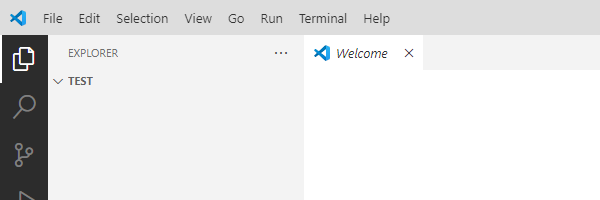 File Edit Selection View Go Run Terminal Help
EXPLORER ···
Welcome
TEST